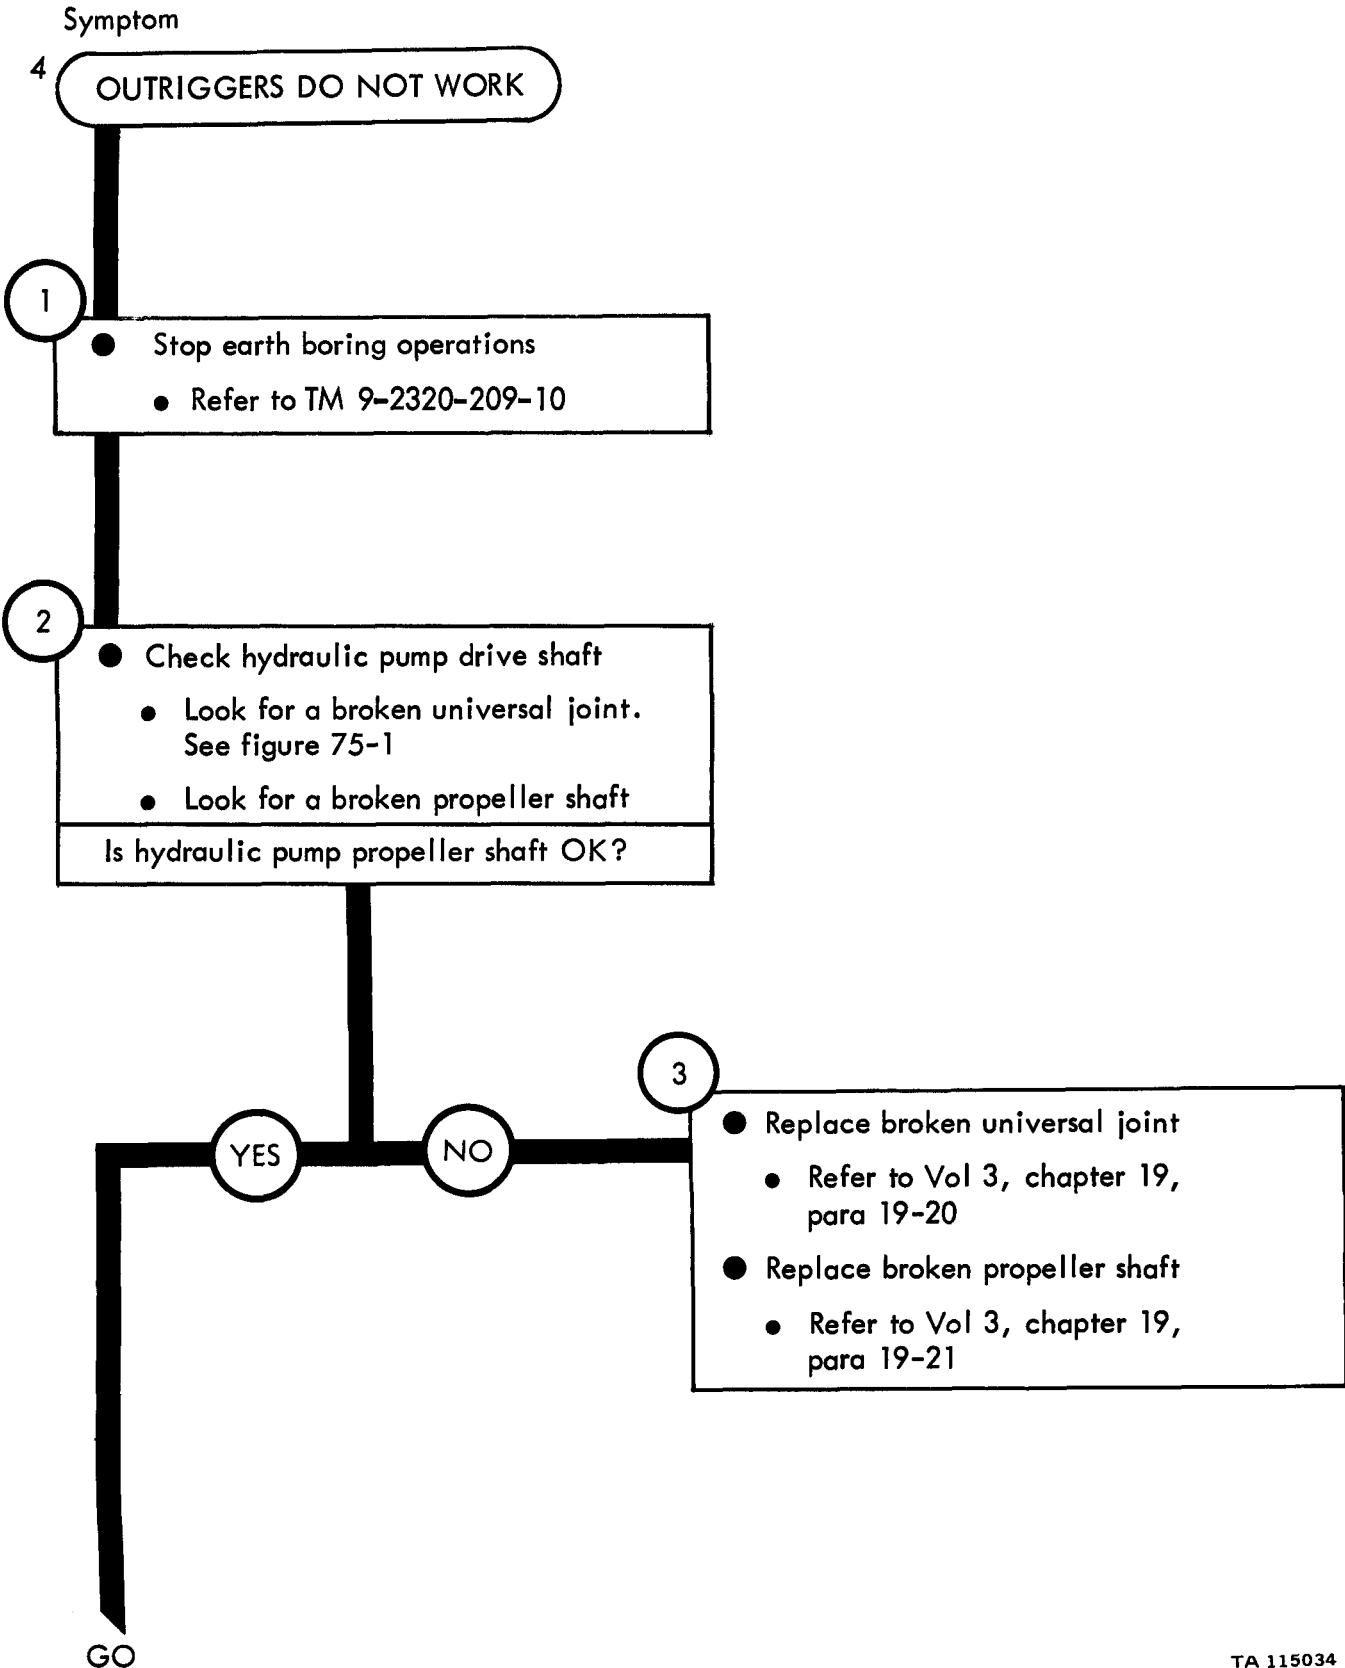 Symptom
4
OUTRIGGERS DO NOT WORK
1
● Stop earth boring operations
● Refer to TM 9-2320-209-10
2
● Check hydraulic pump drive shaft
● Look for a broken universal joint.
See figure 75-1
● Look for a broken propeller shaft
Is hydraulic pump propeller shaft OK?
YES
NO
3
● Replace broken universal joint
● Refer to Vol 3, chapter 19,
para 19-20
● Replace broken propeller shaft
● Refer to Vol 3, chapter 19,
para 19-21
GO
TA 115034